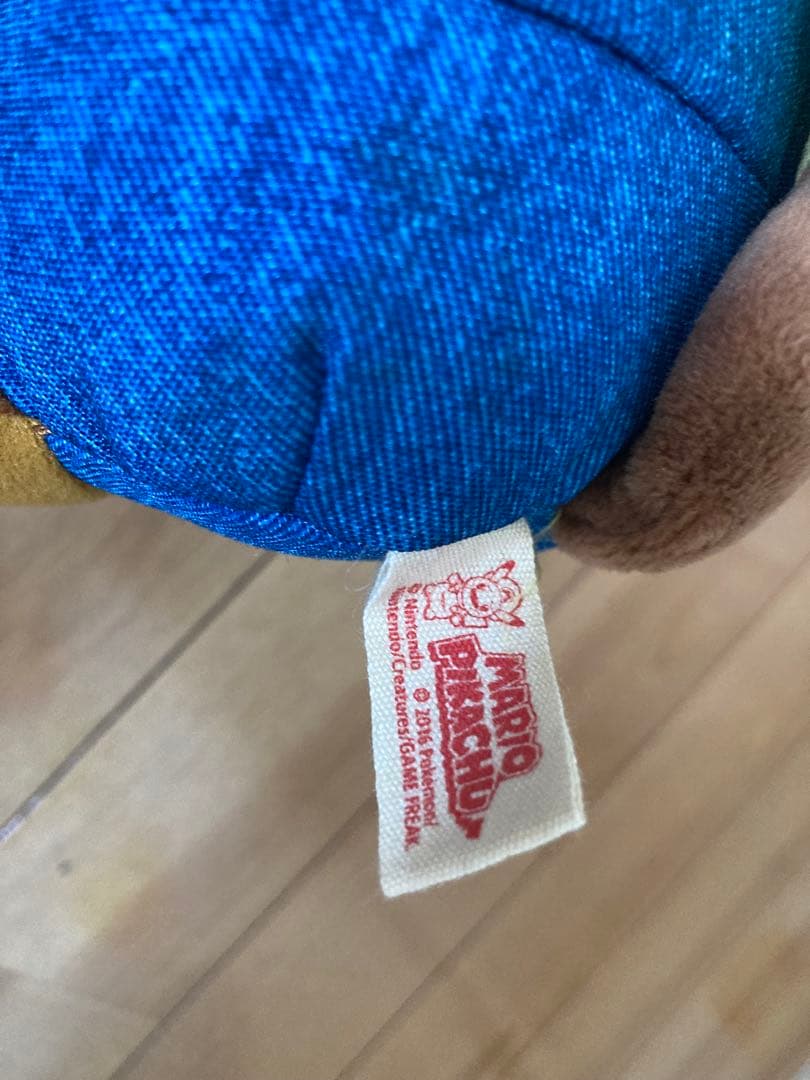 MARIO
PIKACHU
© Nintendo © 2016 Pokémon/
Nintendo/Creatures/GAME FREAK.